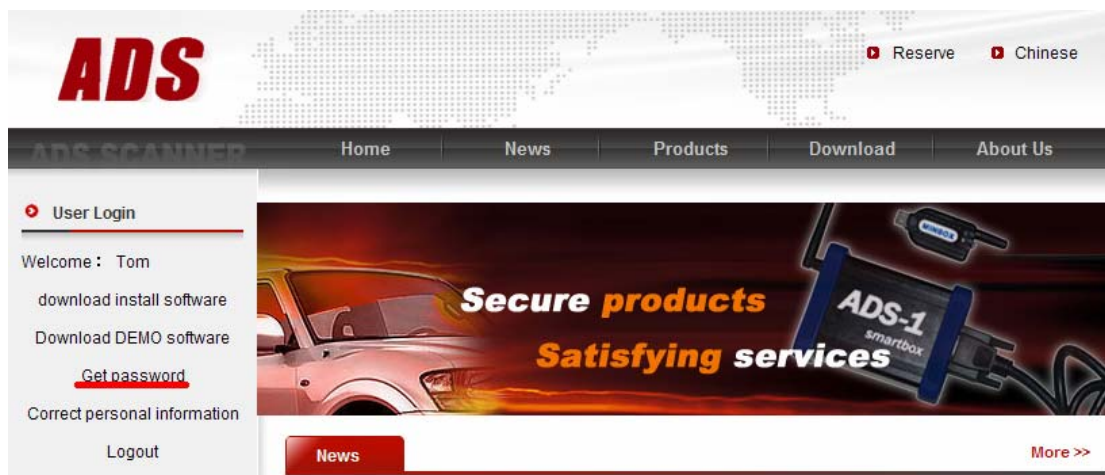 ADS
Reserve
Chinese
ADS SCANNER
Home
News
Products
Download
About Us
User Login
Welcome： Tom
download install software
Download DEMO software
Get password
Correct personal information
Logout
Secure products
Satisfying services
MINBOX
ADS-1
smartbox
News
More >>